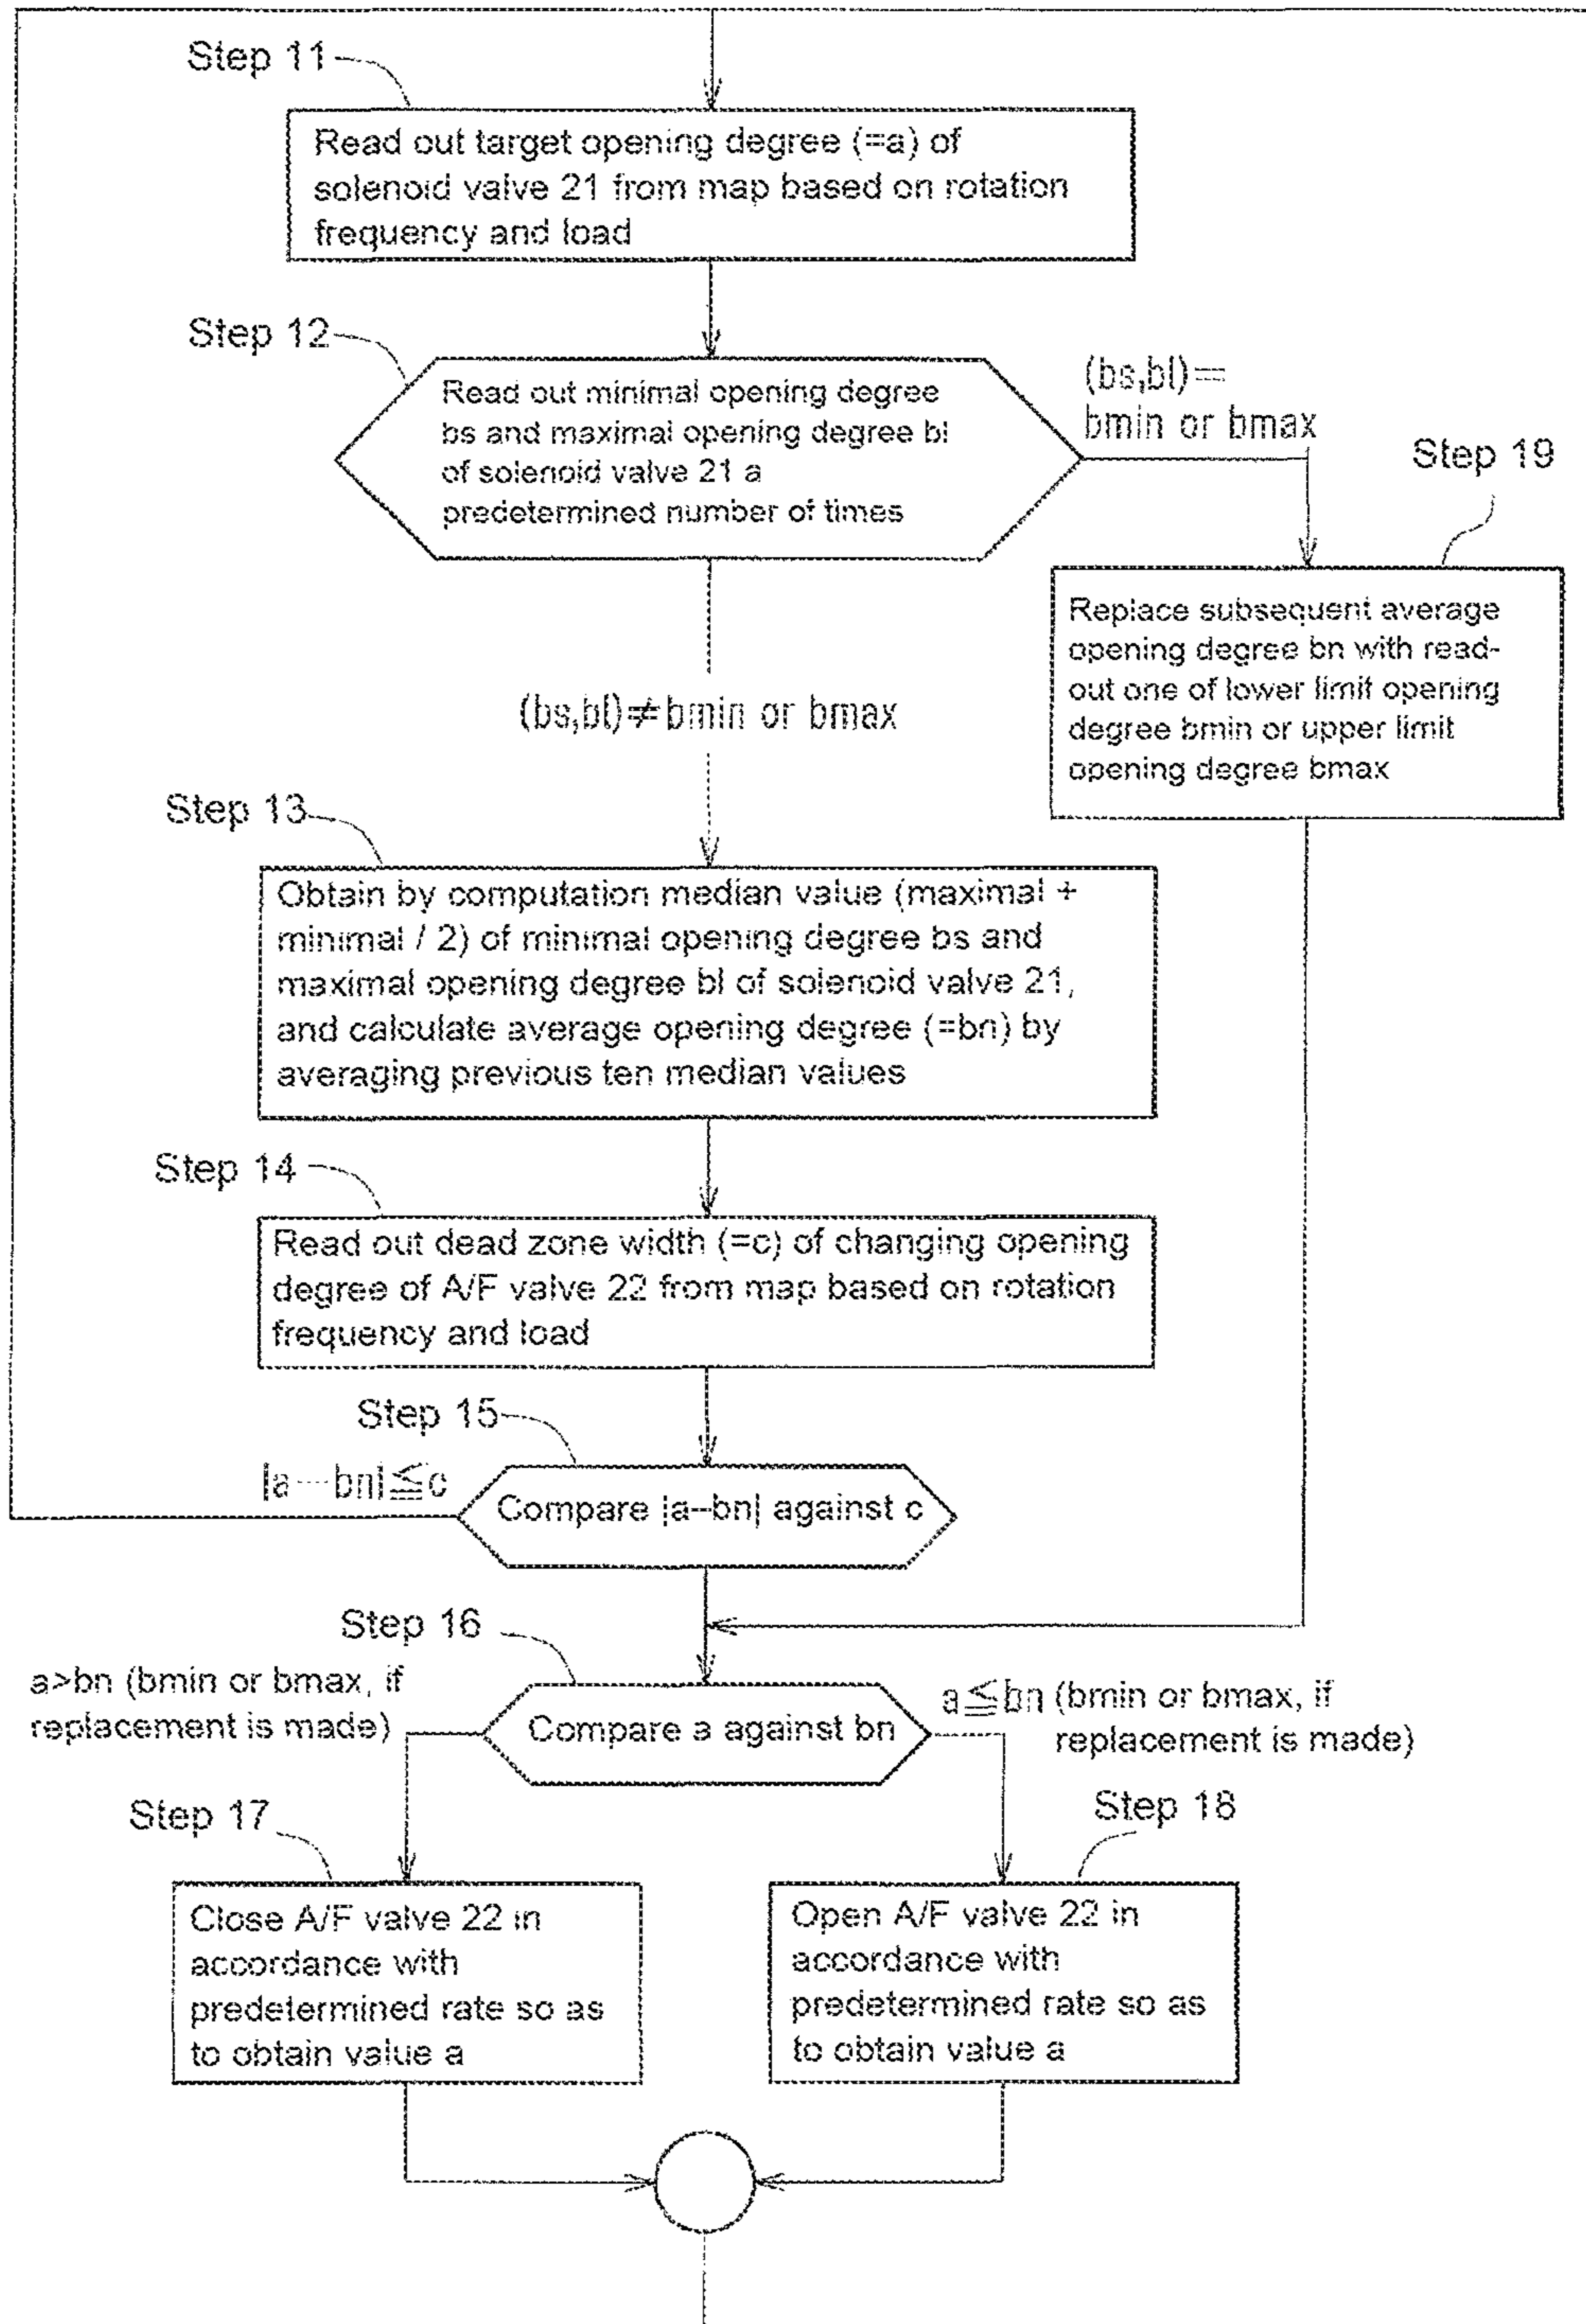 Step 11
Read out target opening degree (=a) of
solenoid valve 21 from map based on rotation
frequency and load
Step 12
Read out minimal opening degree
bs and maximal opening degree bl
of solenoid valve 21 a
predetermined number of times
(bs,bl)=
bmin or bmax
Step 19
Replace subsequent average
opening degree bn with read-
out one of lower limit opening
degree bmin or upper limit
opening degree bmax
(bs,bl)≠bmin or bmax
Step 13
Obtain by computation median value (maximal +
minimal / 2) of minimal opening degree bs and
maximal opening degree bl of solenoid valve 21,
and calculate average opening degree (=bn) by
averaging previous ten median values
Step 14
Read out dead zone width (=c) of changing opening
degree of A/F valve 22 from map based on rotation
frequency and load
Step 15
|a−bn|≦c
Compare |a–bn| against c
Step 16
a>bn (bmin or bmax, if
replacement is made)
Compare a against bn
a≦bn (bmin or bmax, if
replacement is made)
Step 17
Close A/F valve 22 in
accordance with
predetermined rate so as
to obtain value a
Step 18
Open A/F valve 22 in
accordance with
predetermined rate so as
to obtain value a